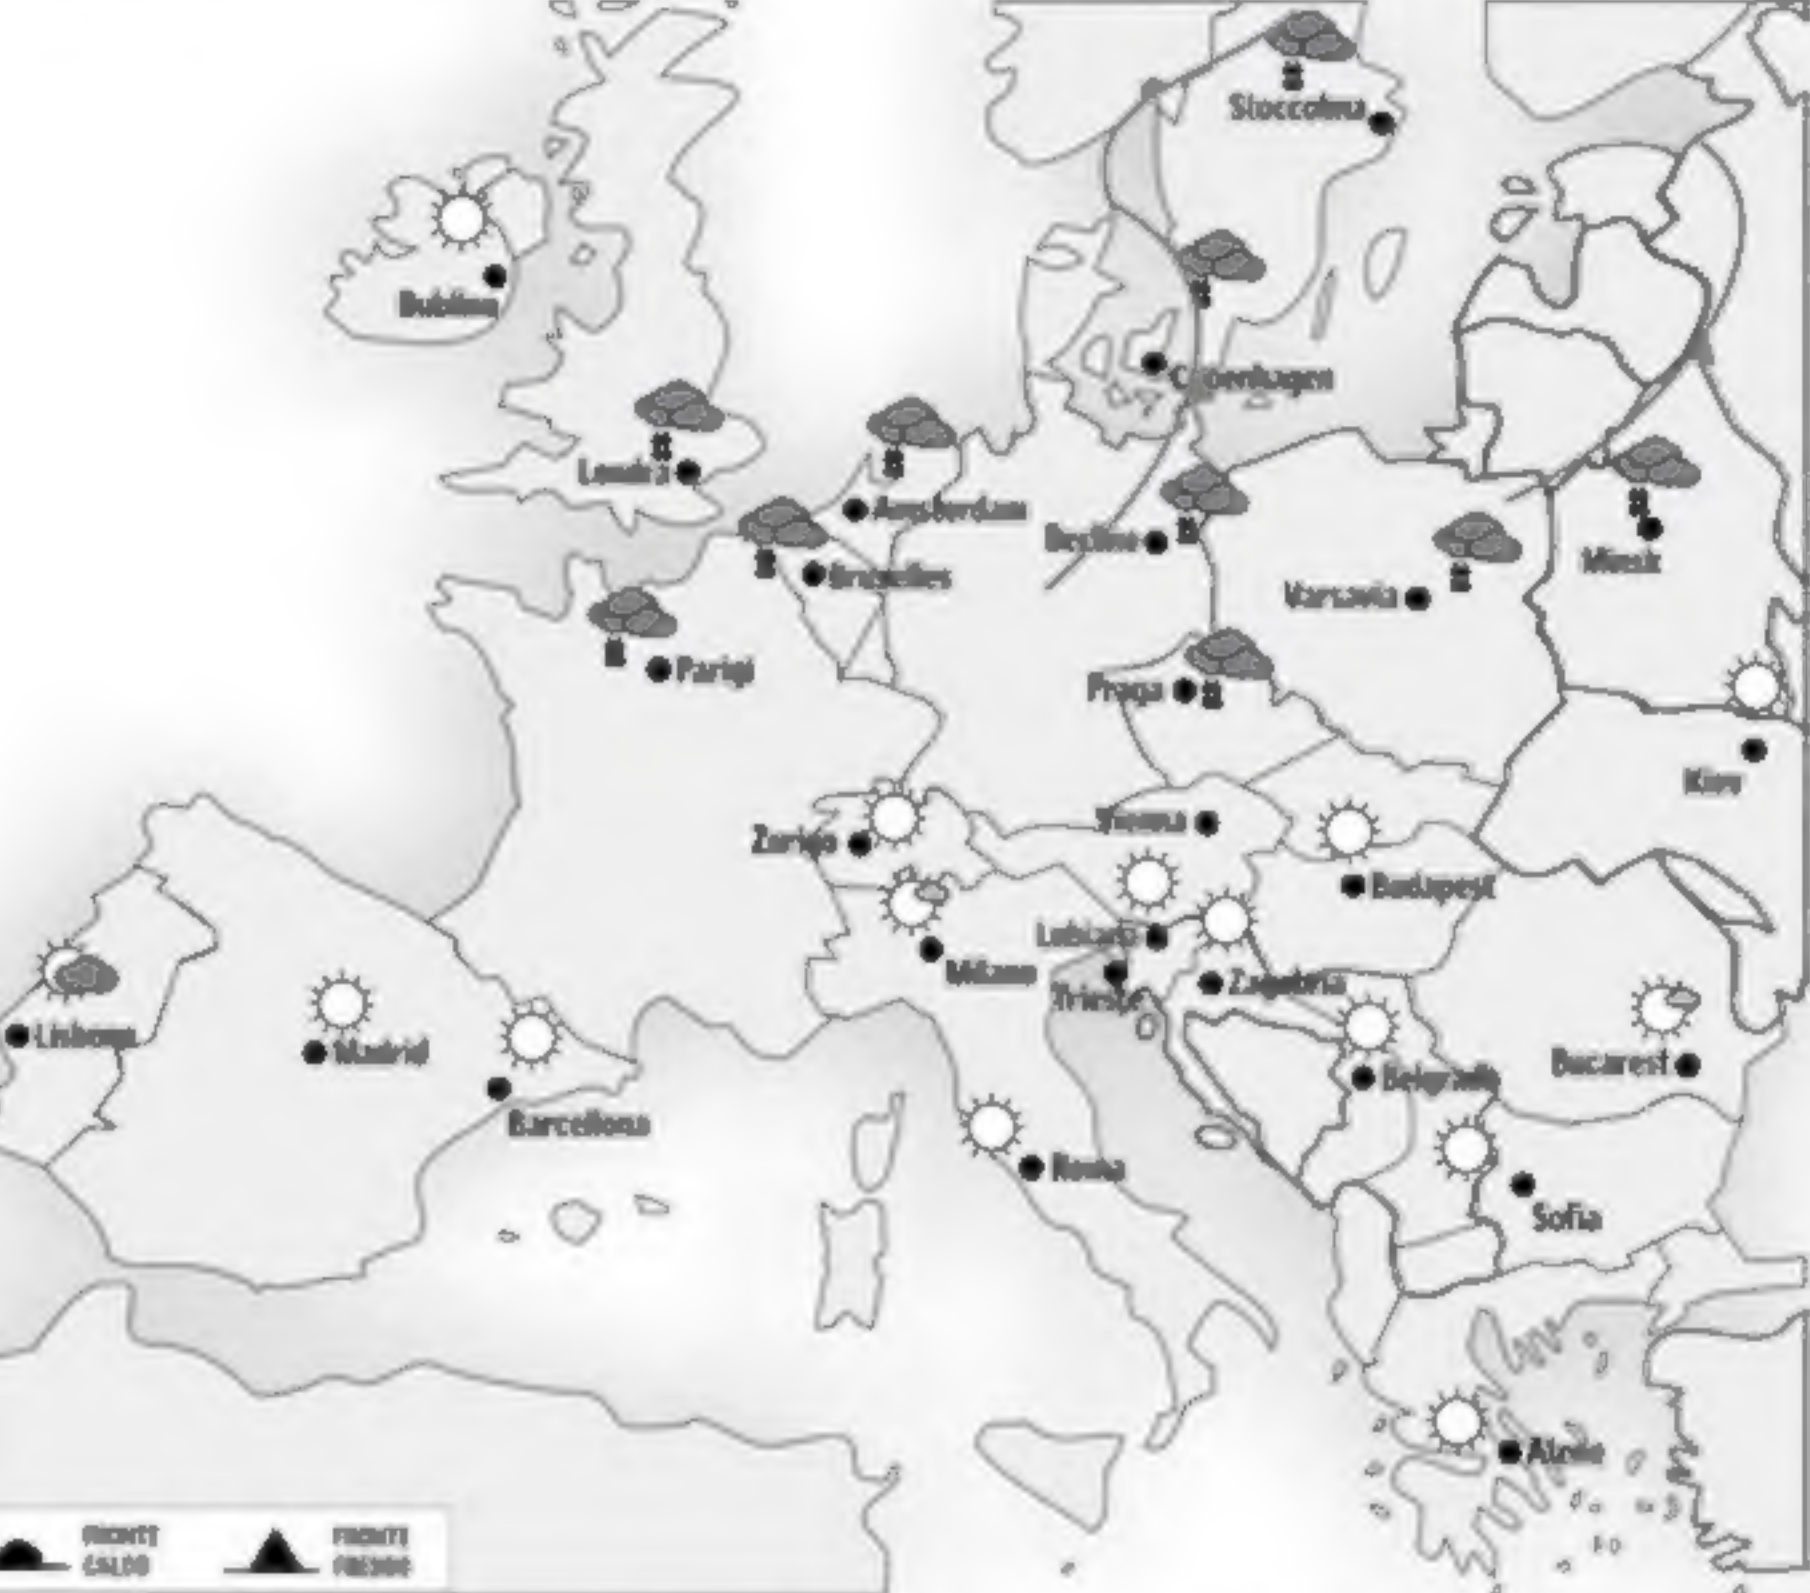 Stoccolma
Dublino
Copenhagen
Londra
Amsterdam
Berlino
Bruxelles
Minsk
Varsavia
Parigi
Praga
Kiev
Vienna
Zurigo
Budapest
Lubiana
Milano
Zagabria
Trieste
Lisbona
Madrid
Bucarest
Belgrado
Barcellona
Roma
Sofia
Atene
FRONTE
CALDO
FRONTE
FREDDO